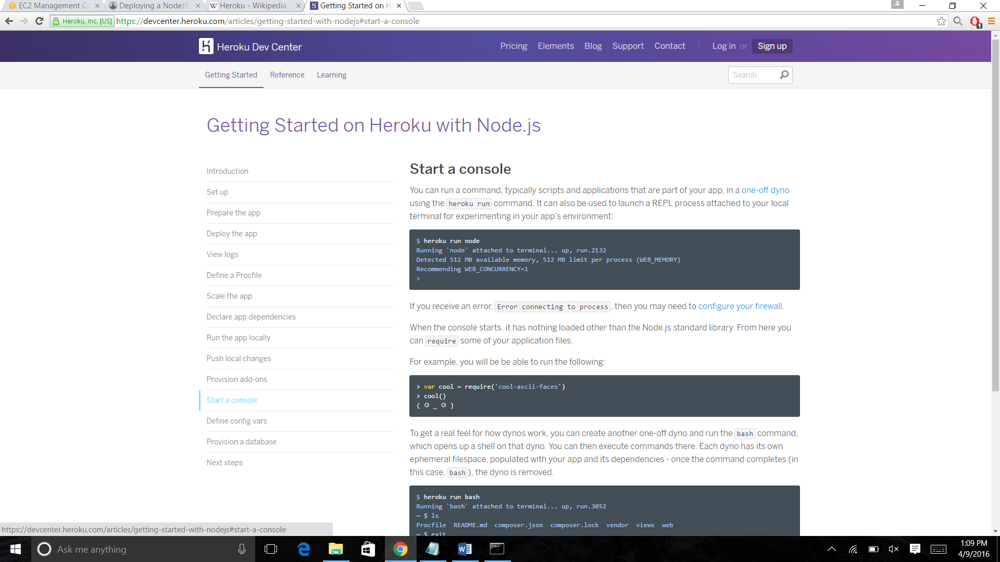 EC2 Management Co
Deploying a NodeJS
Heroku - Wikipedia,
Getting Started on H
Heroku, Inc. [US]
https://devcenter.heroku.com/articles/getting-started-with-nodejs#start-a-console
1
Heroku Dev Center
Pricing Elements Blog Support Contact Log in or Sign up
Getting Started Reference Learning
Search
Getting Started on Heroku with Node.js
Introduction
Set up
Prepare the app
Deploy the app
View logs
Define a Procfile
Scale the app
Declare app dependencies
Run the app locally
Push local changes
Provision add-ons
Start a console
Define config vars
Provision a database
Next steps
Start a console
You can run a command, typically scripts and applications that are part of your app, in a one-off dyno
using the heroku run command. It can also be used to launch a REPL process attached to your local
terminal for experimenting in your app's environment:
$ heroku run node
Running `node` attached to terminal... up, run.2132
Detected 512 MB available memory, 512 MB limit per process (WEB_MEMORY)
Recommending WEB_CONCURRENCY=1
>
If you receive an error, Error connecting to process, then you may need to configure your firewall.
When the console starts, it has nothing loaded other than the Node.js standard library. From here you
can require some of your application files.
For example, you will be be able to run the following:
> var cool = require('cool-ascii-faces')
> cool()
( ⚆ _ ⚆ )
To get a real feel for how dynos work, you can create another one-off dyno and run the bash command,
which opens up a shell on that dyno. You can then execute commands there. Each dyno has its own
ephemeral filespace, populated with your app and its dependencies - once the command completes (in
this case, bash), the dyno is removed.
$ heroku run bash
Running `bash` attached to terminal... up, run.3052
~ $ ls
Procfile README.md composer.json composer.lock vendor views web
~ $ exit
https://devcenter.heroku.com/articles/getting-started-with-nodejs#start-a-console
Ask me anything
1:09 PM
4/9/2016